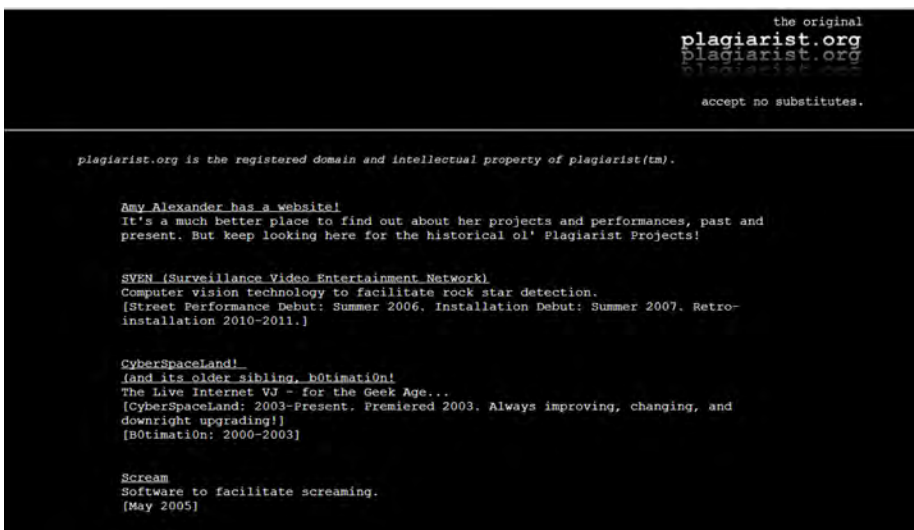 the original
plagiarist.org
plagiarist.org
plagiarist.org
accept no substitutes.
plagiarist.org is the registered domain and intellectual property of plagiarist(tm).
Amy Alexander has a website!
It's a much better place to find out about her projects and performances, past and
present. But keep looking here for the historical ol' Plagiarist Projects!
SVEN (Surveillance Video Entertainment Network)
Computer vision technology to facilitate rock star detection.
[Street Performance Debut: Summer 2006. Installation Debut: Summer 2007. Retro-
installation 2010-2011.]
CyberSpaceLand!
(and its older sibling, b0timati0n!
The Live Internet VJ - for the Geek Age...
[CyberSpaceLand: 2003-Present. Premiered 2003. Always improving, changing, and
downright upgrading!]
[B0timati0n: 2000-2003]
Scream
Software to facilitate screaming.
[May 2005]